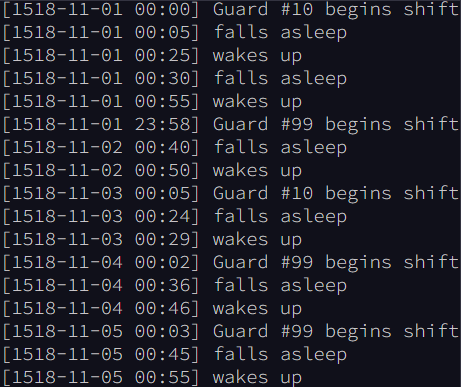 [1518-11-01 00:00] Guard #10 begins shift
[1518-11-01 00:05] falls asleep
[1518-11-01 00:25] wakes up
[1518-11-01 00:30] falls asleep
[1518-11-01 00:55] wakes up
[1518-11-01 23:58] Guard #99 begins shift
[1518-11-02 00:40] falls asleep
[1518-11-02 00:50] wakes up
[1518-11-03 00:05] Guard #10 begins shift
[1518-11-03 00:24] falls asleep
[1518-11-03 00:29] wakes up
[1518-11-04 00:02] Guard #99 begins shift
[1518-11-04 00:36] falls asleep
[1518-11-04 00:46] wakes up
[1518-11-05 00:03] Guard #99 begins shift
[1518-11-05 00:45] falls asleep
[1518-11-05 00:55] wakes up